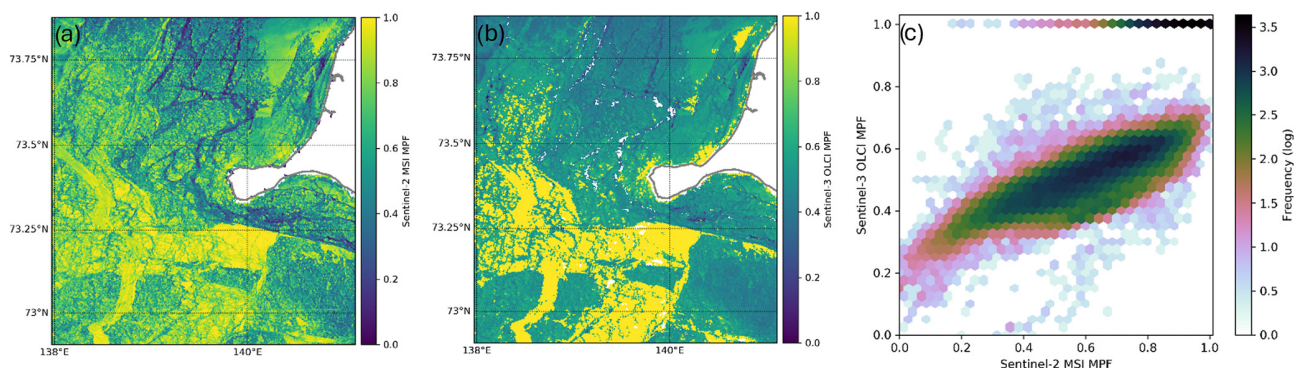 (a)
73.75°N
73.5°N
73.25°N
73°N
138°E
140°E
1.0
0.8
0.6
0.4
0.2
0.0
Sentinel-2 MSI MPF
(b)
73.75°N
73.5°N
73.25°N
73°N
138°E
140°E
1.0
0.8
0.6
0.4
0.2
0.0
Sentinel-3 OLCI MPF
(c)
1.0
0.8
0.6
0.4
0.2
0.0
Sentinel-3 OLCI MPF
0.0 0.2 0.4 0.6 0.8 1.0
Sentinel-2 MSI MPF
3.5
3.0
2.5
2.0
1.5
1.0
0.5
0.0
Frequency (log)